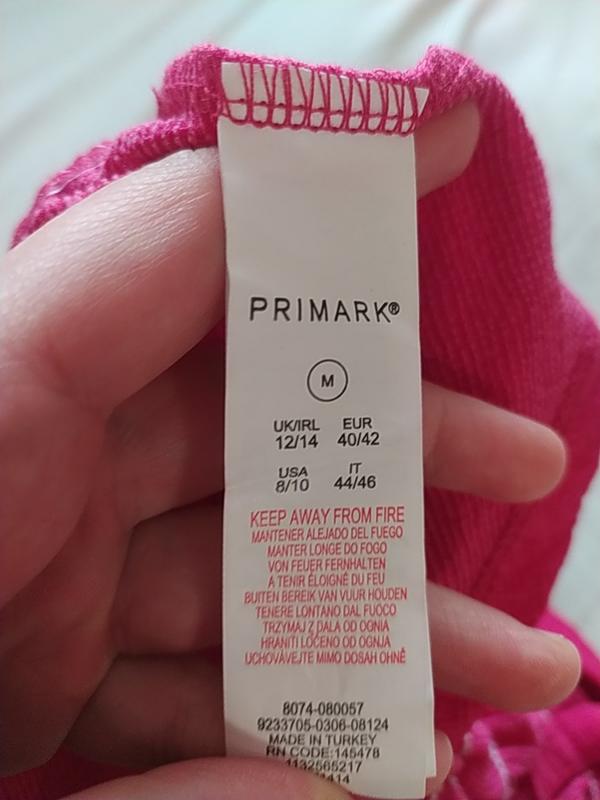 PRIMARK®
M
UK/IRL EUR
12/14 40/42
USA IT
8/10 44/46
KEEP AWAY FROM FIRE
MANTENER ALEJADO DEL FUEGO
MANTER LONGE DO FOGO
VON FEUER FERNHALTEN
A TENIR ÉLOIGNÉ DU FEU
BUITEN BEREIK VAN VUUR HOUDEN
TENERE LONTANO DAL FUOCO
TRZYMAJ Z DALA OD OGNIA
HRANITI LOČENO OD OGNJA
UCHOVÁVEJTE MIMO DOSAH OHNĚ
8074-080057
9233705-0306-08124
MADE IN TURKEY
RN CODE:145478
1132565217